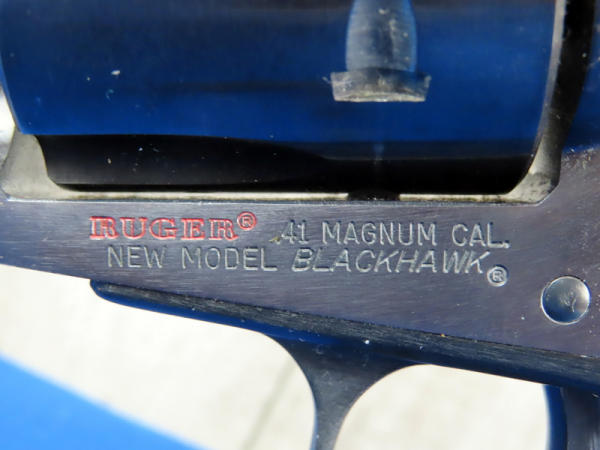 RUGER® .41 MAGNUM CAL.
NEW MODEL BLACKHAWK®